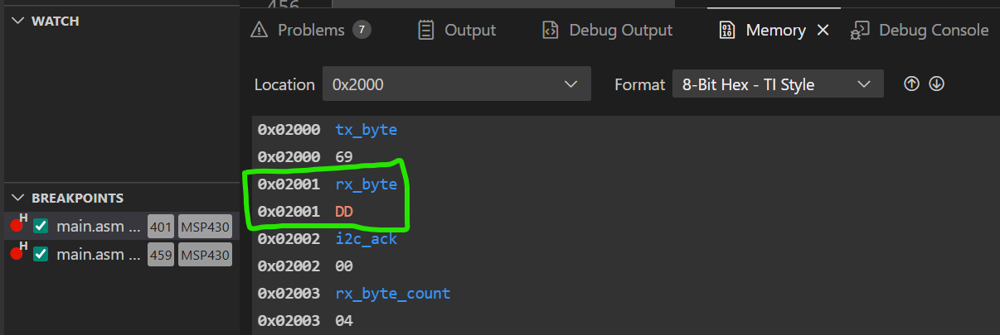 WATCH
456
Problems 7 Output Debug Output Memory Debug Console
Location 0x2000 Format 8-Bit Hex - TI Style
0x02000 tx_byte
0x02000 69
0x02001 rx_byte
0x02001 DD
0x02002 i2c_ack
0x02002 00
0x02003 rx_byte_count
0x02003 04
BREAKPOINTS
H main.asm ... 401 MSP430
H main.asm ... 459 MSP430